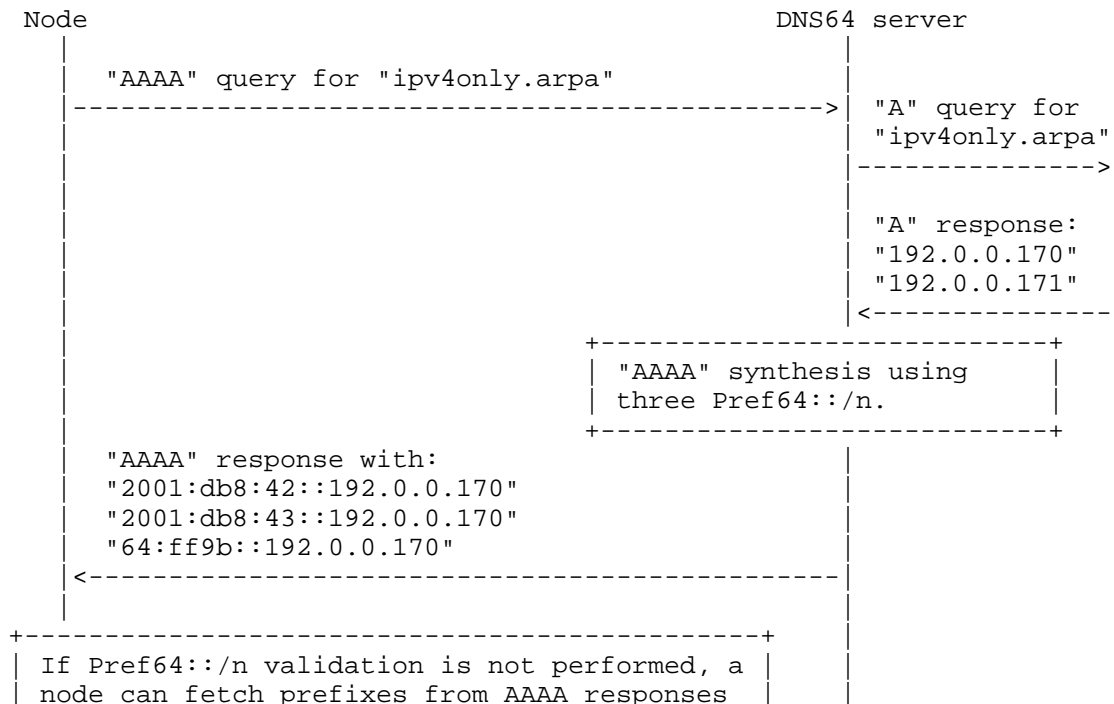 Node DNS64 server
"AAAA" query for "ipv4only.arpa"
"A" query for
"ipv4only.arpa"
"A" response:
"192.0.0.170"
"192.0.0.171"
"AAAA" synthesis using
three Pref64::/n.
"AAAA" response with:
"2001:db8:42::192.0.0.170"
"2001:db8:43::192.0.0.170"
"64:ff9b::192.0.0.170"
If Pref64::/n validation is not performed, a
node can fetch prefixes from AAAA responses